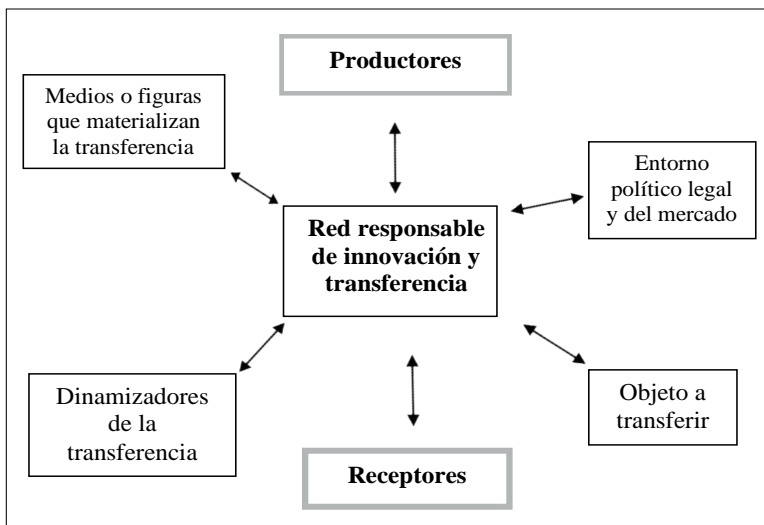 Productores
Medios o figuras
que materializan
la transferencia
Entorno
político legal
y del mercado
Red responsable
de innovación y
transferencia
Dinamizadores
de la
transferencia
Objeto a
transferir
Receptores